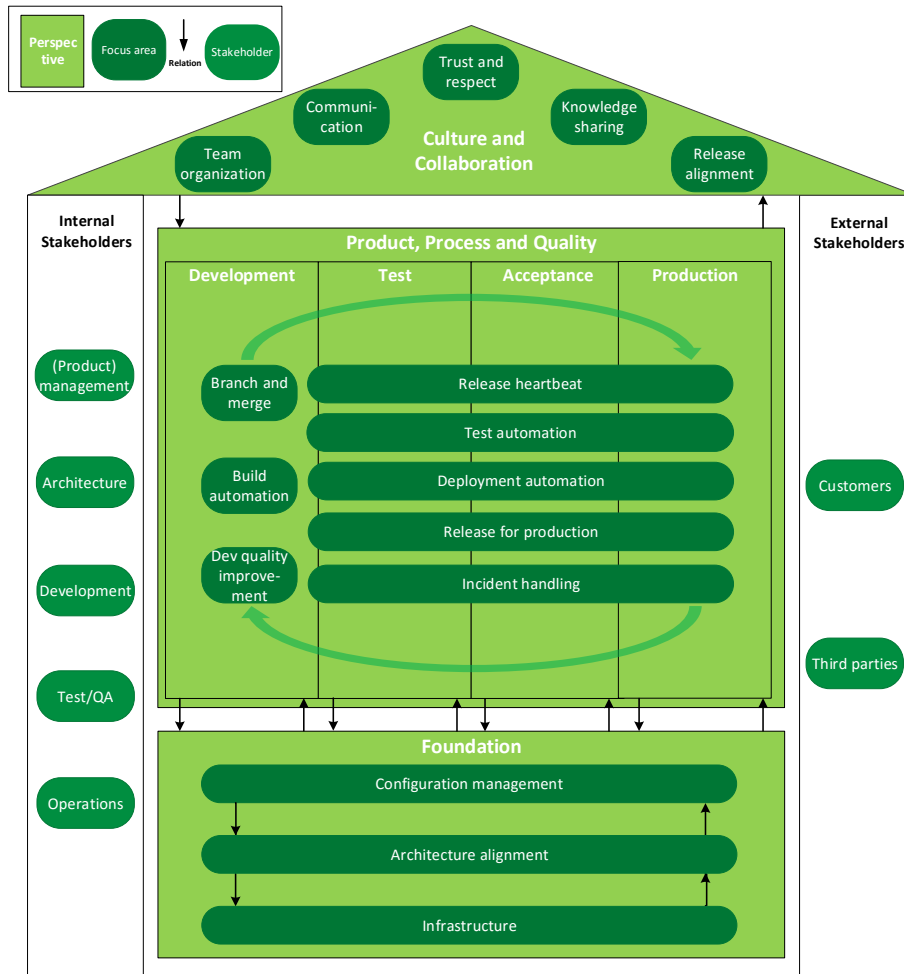 Perspec
tive
Focus area
Relation
Stakeholder
Trust and
respect
Communi-
cation
Knowledge
sharing
Culture and
Collaboration
Team
organization
Release
alignment
Internal
Stakeholders
External
Stakeholders
Product, Process and Quality
Development
Test
Acceptance
Production
(Product)
management
Branch and
merge
Release heartbeat
Test automation
Architecture
Build
automation
Deployment automation
Customers
Release for production
Development
Dev quality
improve-
ment
Incident handling
Third parties
Test/QA
Foundation
Configuration management
Operations
Architecture alignment
Infrastructure